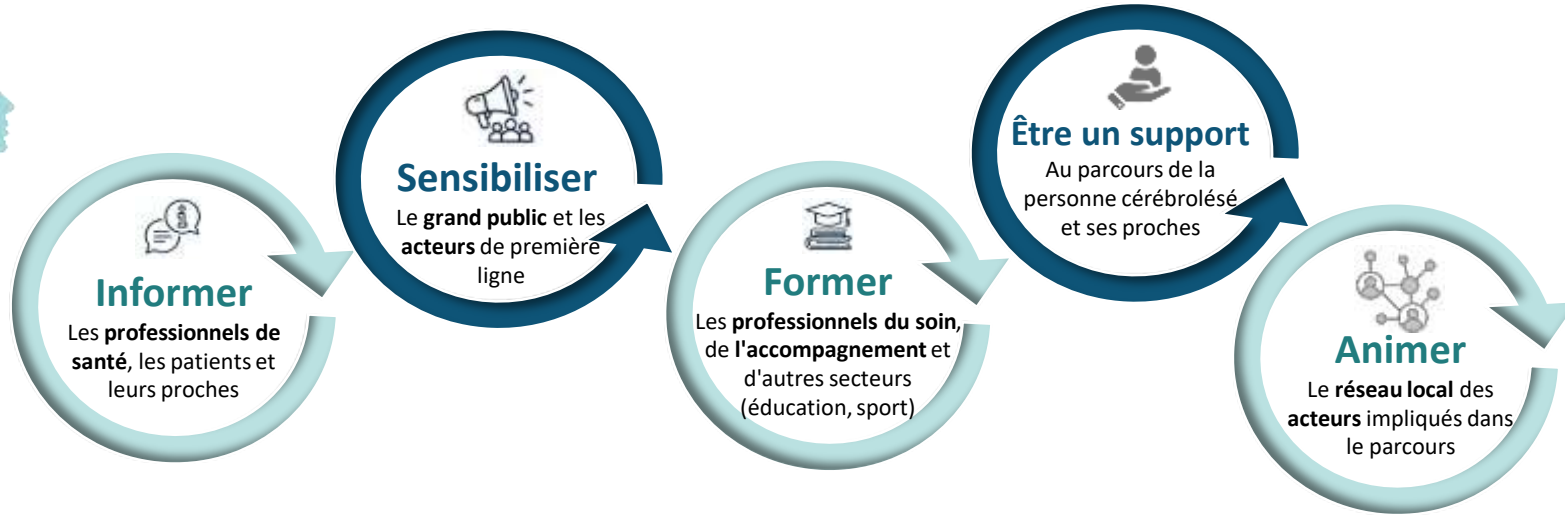 Informer
Les professionnels de
santé, les patients et
leurs proches
Sensibiliser
Le grand public et les
acteurs de première
ligne
Former
Les professionnels du soin,
de l'accompagnement et
d'autres secteurs
(éducation, sport)
Être un support
Au parcours de la
personne cérébrolésé
et ses proches
Animer
Le réseau local des
acteurs impliqués dans
le parcours